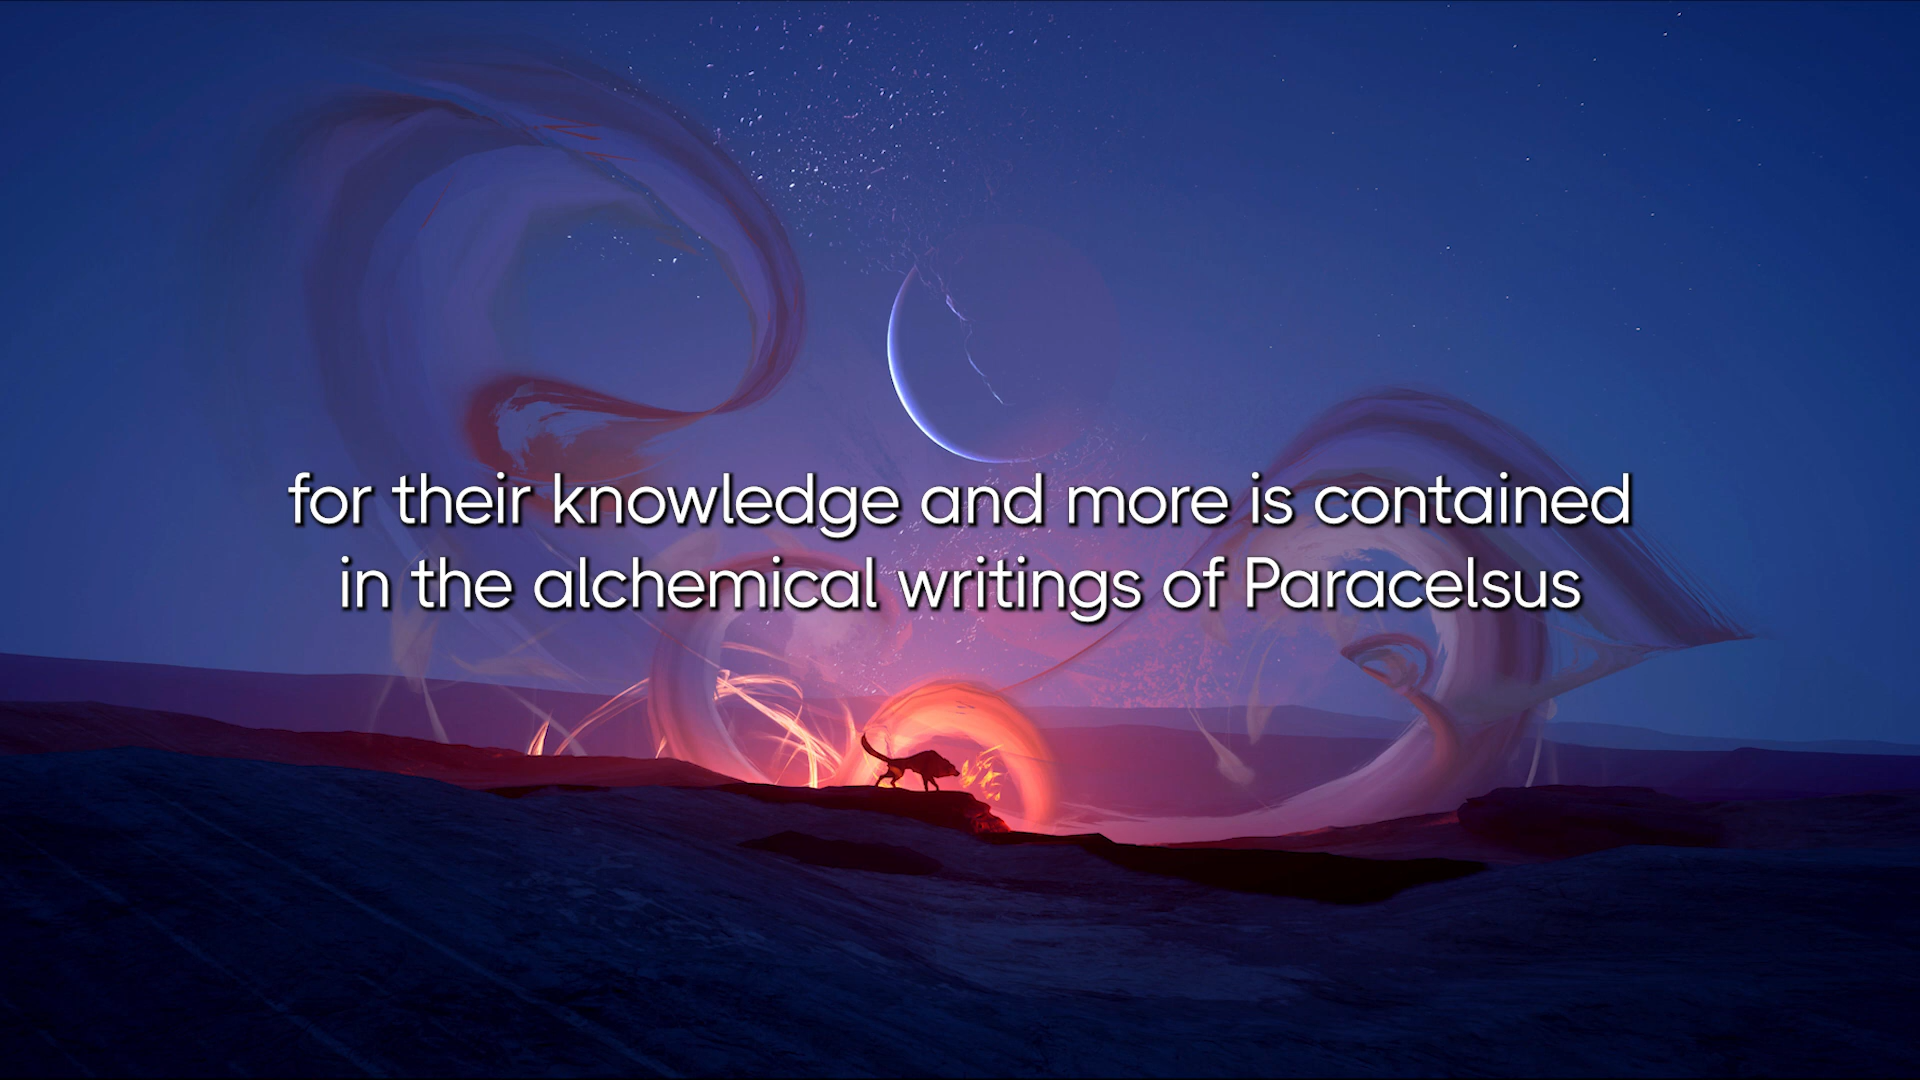 for their knowledge and more is contained
in the alchemical writings of Paracelsus